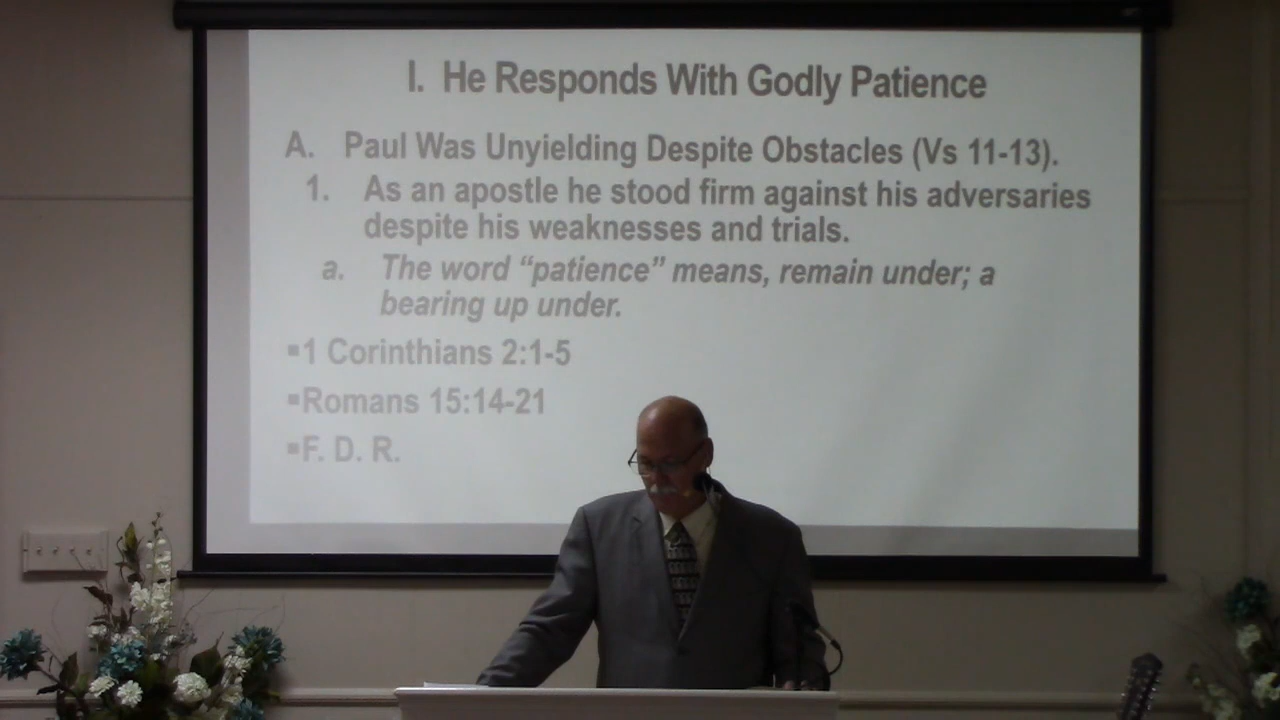 I. He Responds With Godly Patience
A. Paul Was Unyielding Despite Obstacles (Vs 11-13).
1. As an apostle he stood firm against his adversaries
despite his weaknesses and trials.
a. The word “patience” means, remain under; a
bearing up under.
▪1 Corinthians 2:1-5
▪Romans 15:14-21
▪F. D. R.